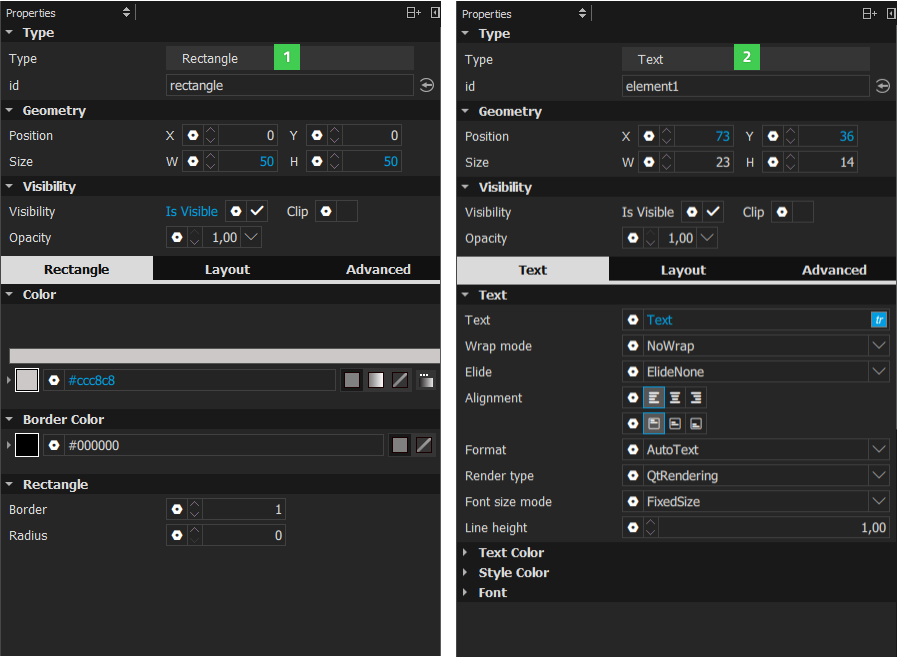 Properties
Type
Type Rectangle 1
id rectangle
Geometry
Position X 0 Y 0
Size W 50 H 50
Visibility
Visibility Is Visible Clip
Opacity 1,00
Rectangle Layout Advanced
Color
#ccc8c8
Border Color
#000000
Rectangle
Border 1
Radius 0
Properties
Type
Type Text 2
id element1
Geometry
Position X 73 Y 36
Size W 23 H 14
Visibility
Visibility Is Visible Clip
Opacity 1,00
Text Layout Advanced
Text
Text Text tr
Wrap mode NoWrap
Elide ElideNone
Alignment
Format AutoText
Render type QtRendering
Font size mode FixedSize
Line height 1,00
Text Color
Style Color
Font